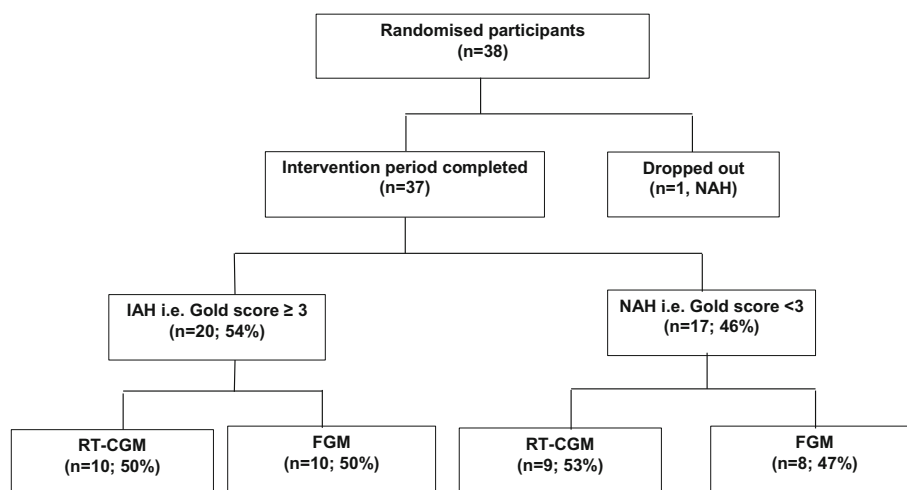 Randomised participants
(n=38)
Intervention period completed
(n=37)
Dropped out
(n=1, NAH)
IAH i.e. Gold score ≥ 3
(n=20; 54%)
NAH i.e. Gold score <3
(n=17; 46%)
RT-CGM
(n=10; 50%)
FGM
(n=10; 50%)
RT-CGM
(n=9; 53%)
FGM
(n=8; 47%)